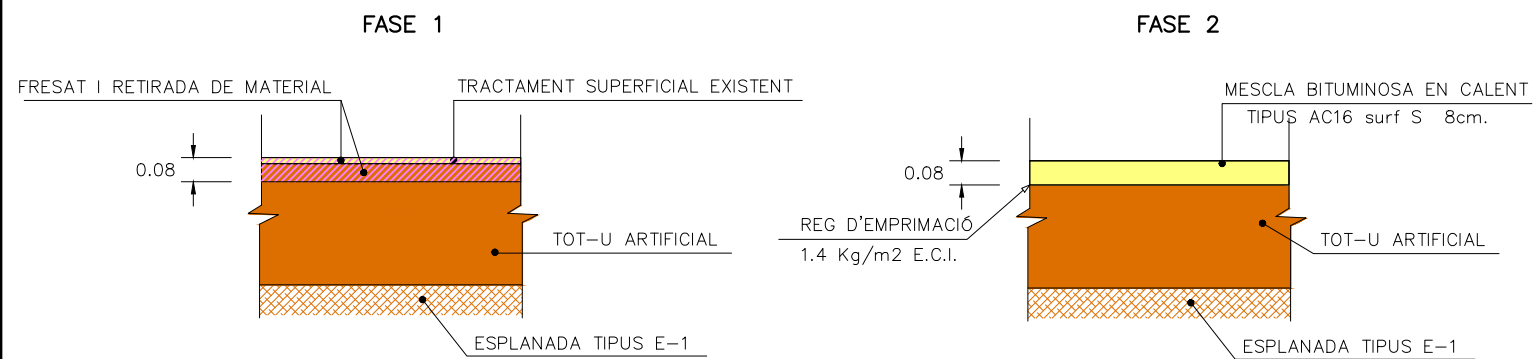 FASE 1
FRESAT I RETIRADA DE MATERIAL
TRACTAMENT SUPERFICIAL EXISTENT
0.08
TOT-U ARTIFICIAL
ESPLANADA TIPUS E-1
FASE 2
MESCLA BITUMINOSA EN CALENT
TIPUS AC16 surf S 8cm.
0.08
REG D'EMPRIMACIÓ
1.4 Kg/m2 E.C.I.
TOT-U ARTIFICIAL
ESPLANADA TIPUS E-1